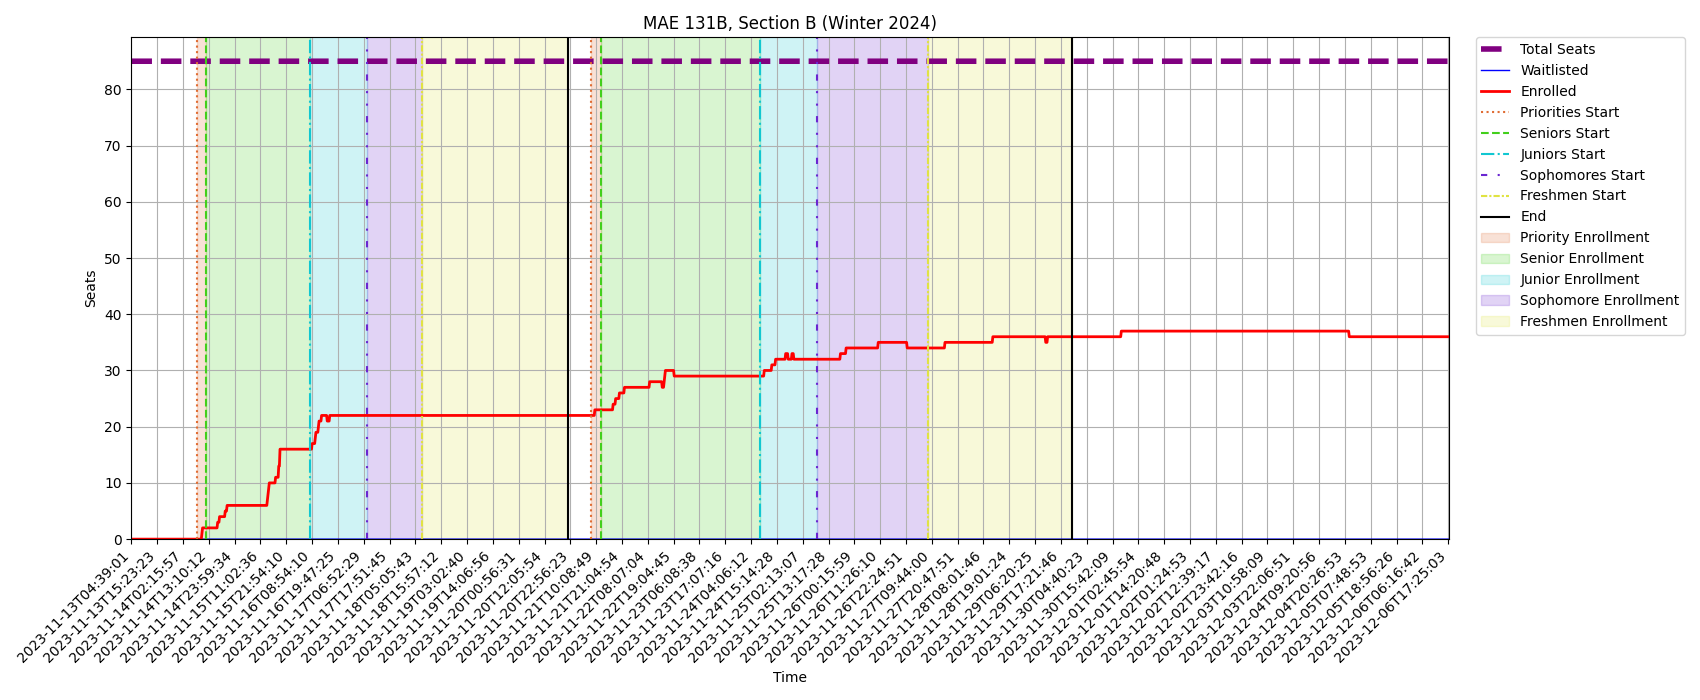 MAE 131B, Section B (Winter 2024)
Total Seats
Waitlisted
Enrolled
Priorities Start
Seniors Start
Juniors Start
Sophomores Start
Freshmen Start
End
Priority Enrollment
Senior Enrollment
Junior Enrollment
Sophomore Enrollment
Freshmen Enrollment
Seats
80
70
60
50
40
30
20
10
0
2023-11-13T04:39:01
2023-11-13T15:23:23
2023-11-14T02:15:57
2023-11-14T13:10:12
2023-11-14T23:59:34
2023-11-15T11:02:36
2023-11-15T21:54:10
2023-11-16T08:54:10
2023-11-16T19:47:25
2023-11-17T06:52:29
2023-11-17T17:51:45
2023-11-18T05:05:43
2023-11-18T15:57:12
2023-11-19T03:02:40
2023-11-19T14:06:56
2023-11-20T00:56:31
2023-11-20T12:05:54
2023-11-20T22:56:23
2023-11-21T10:08:49
2023-11-21T21:04:54
2023-11-22T08:07:04
2023-11-22T19:04:45
2023-11-23T06:08:38
2023-11-23T17:07:16
2023-11-24T04:06:12
2023-11-24T15:14:28
2023-11-25T02:13:07
2023-11-25T13:17:28
2023-11-26T00:15:59
2023-11-26T11:26:10
2023-11-26T22:24:51
2023-11-27T09:44:00
2023-11-27T20:47:51
2023-11-28T08:01:46
2023-11-28T19:01:24
2023-11-29T06:20:25
2023-11-29T17:21:46
2023-11-30T04:40:23
2023-11-30T15:42:09
2023-12-01T02:45:54
2023-12-01T14:20:48
2023-12-02T01:24:53
2023-12-02T12:39:17
2023-12-02T23:42:16
2023-12-03T10:58:09
2023-12-03T22:06:51
2023-12-04T09:20:56
2023-12-04T20:26:53
2023-12-05T07:48:53
2023-12-05T18:56:26
2023-12-06T06:16:42
2023-12-06T17:25:03
Time